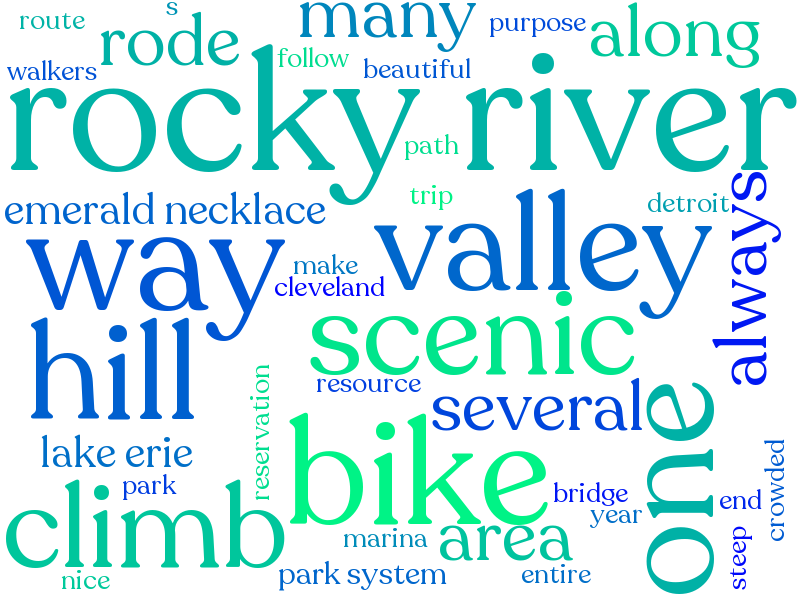 s
many
route
rode
purpose
along
walkers
follow
beautiful
rocky river
path
trip
always
emerald necklace
detroit
way
valley
make
cleveland
hill
scenic
reservation
resource
several
one
lake erie
bike
park
climb
bridge
end
crowded
year
marina
area
steep
nice
park system
entire